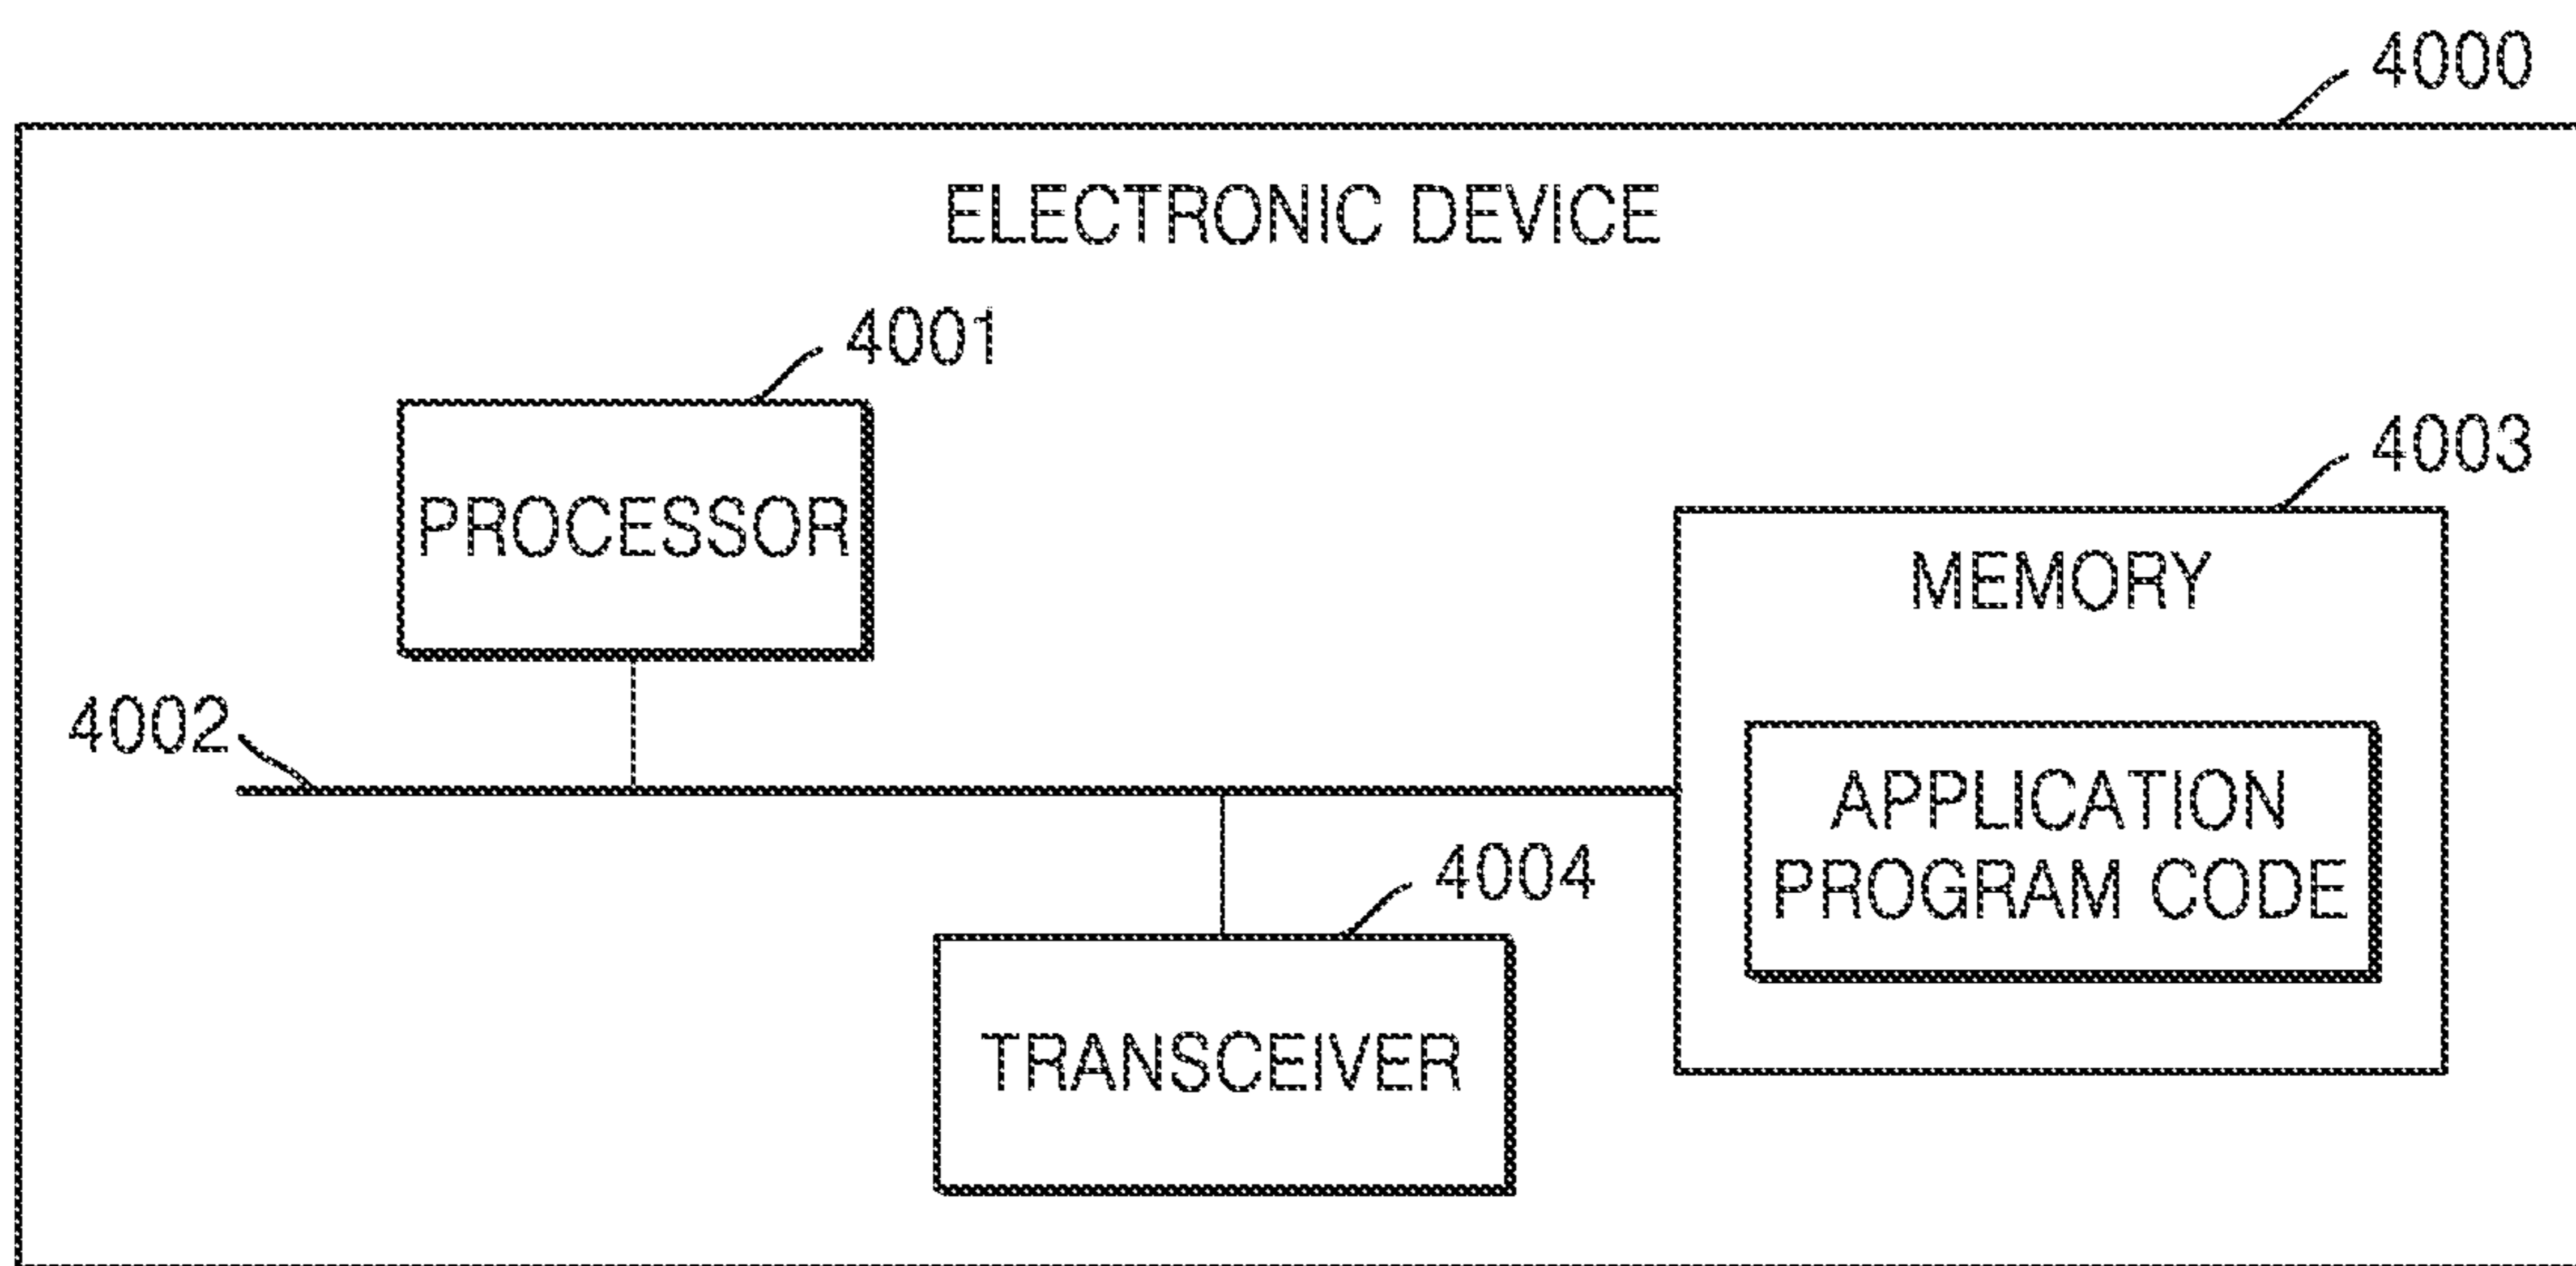 4000
ELECTRONIC DEVICE
4001
PROCESSOR
4003
MEMORY
4002
APPLICATION
PROGRAM CODE
4004
TRANSCEIVER